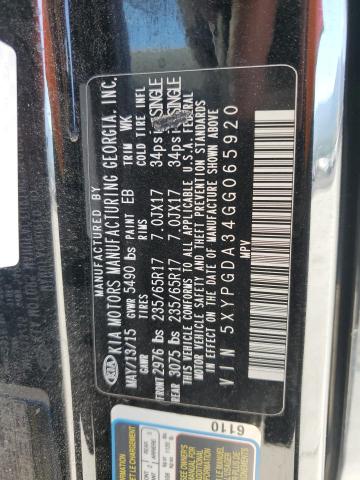 KIA
MANUFACTURED BY
KIA MOTORS MANUFACTURING GEORGIA, INC.
MAY/13/15 GVWR 5490 lbs PAINT EB TRIM WK
GAWR TIRES RIMS COLD TIRE INFL
FRONT 2976 lbs 235/65R17 7.0JX17 34psi SINGLE
REAR 3075 lbs 235/65R17 7.0JX17 34psi SINGLE
THIS VEHICLE CONFORMS TO ALL APPLICABLE U.S.A. FEDERAL
MOTOR VEHICLE SAFETY AND THEFT PREVENTION STANDARDS
IN EFFECT ON THE DATE OF MANUFACTURE SHOWN ABOVE
VIN 5XYPGDA34GG065920
MPV
6110